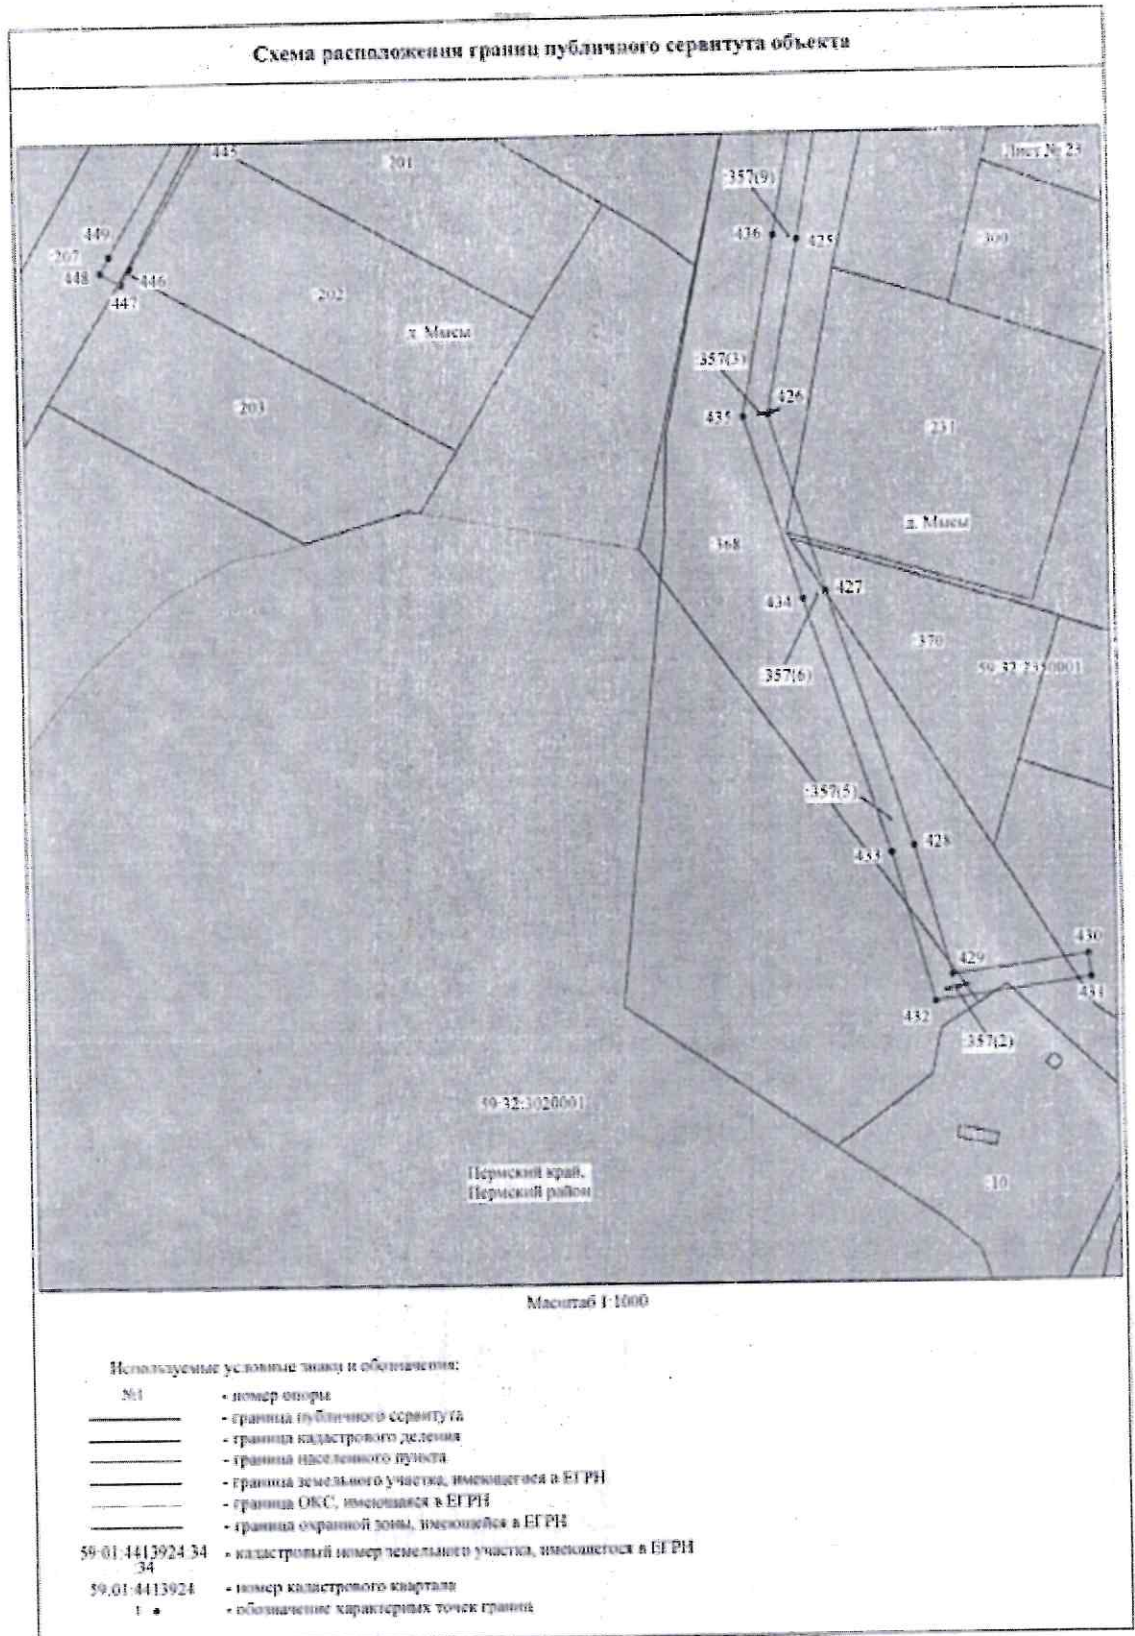 Схема расположения границ публичного сервитута объекта
Лист № 23
445
:201
:357(9)
449
436
425
:300
:207
448
446
447
:202
д. Мысы
:357(3)
426
435
:203
:231
д. Мысы
:368
427
434
:370
59:32:2350001
:357(6)
:357(5)
433
428
430
429
431
432
:357(2)
59:32:3020001
Пермский край,
Пермский район
:10
Масштаб 1:1000
Используемые условные знаки и обозначения:
№1 - номер опоры
- граница публичного сервитута
- граница кадастрового деления
- граница населенного пункта
- граница земельного участка, имеющегося в ЕГРН
- граница ОКС, имеющаяся в ЕГРН
- граница охранной зоны, имеющейся в ЕГРН
59:01:4413924:34 - кадастровый номер земельного участка, имеющегося в ЕГРН
:34
59:01:4413924 - номер кадастрового квартала
1 - обозначение характерных точек границ